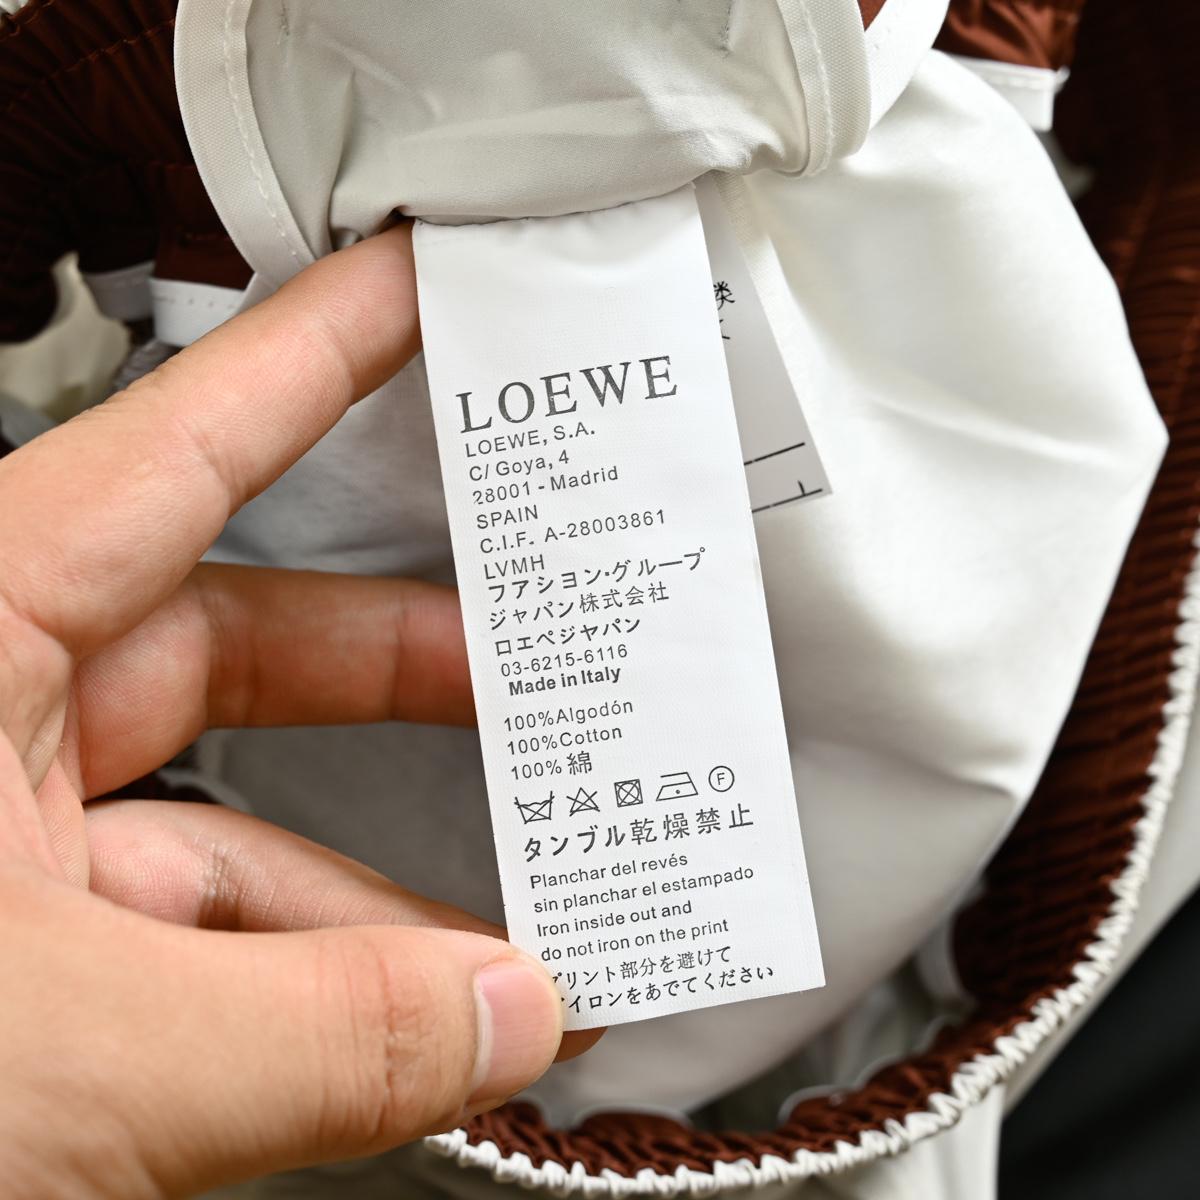 LOEWE
LOEWE, S.A.
C/ Goya, 4
28001 - Madrid
SPAIN
C.I.F. A-28003861
LVMH
フアシヨン·グループ
ジャパン株式会社
ロエベジヤパン
03-6215-6116
Made in Italy
100%Algodón
100%Cotton
100% 綿
F
タンブル乾燥禁止
Planchar del revés
sin planchar el estampado
Iron inside out and
do not iron on the print
プリント部分を避けて
イロンをあでてください